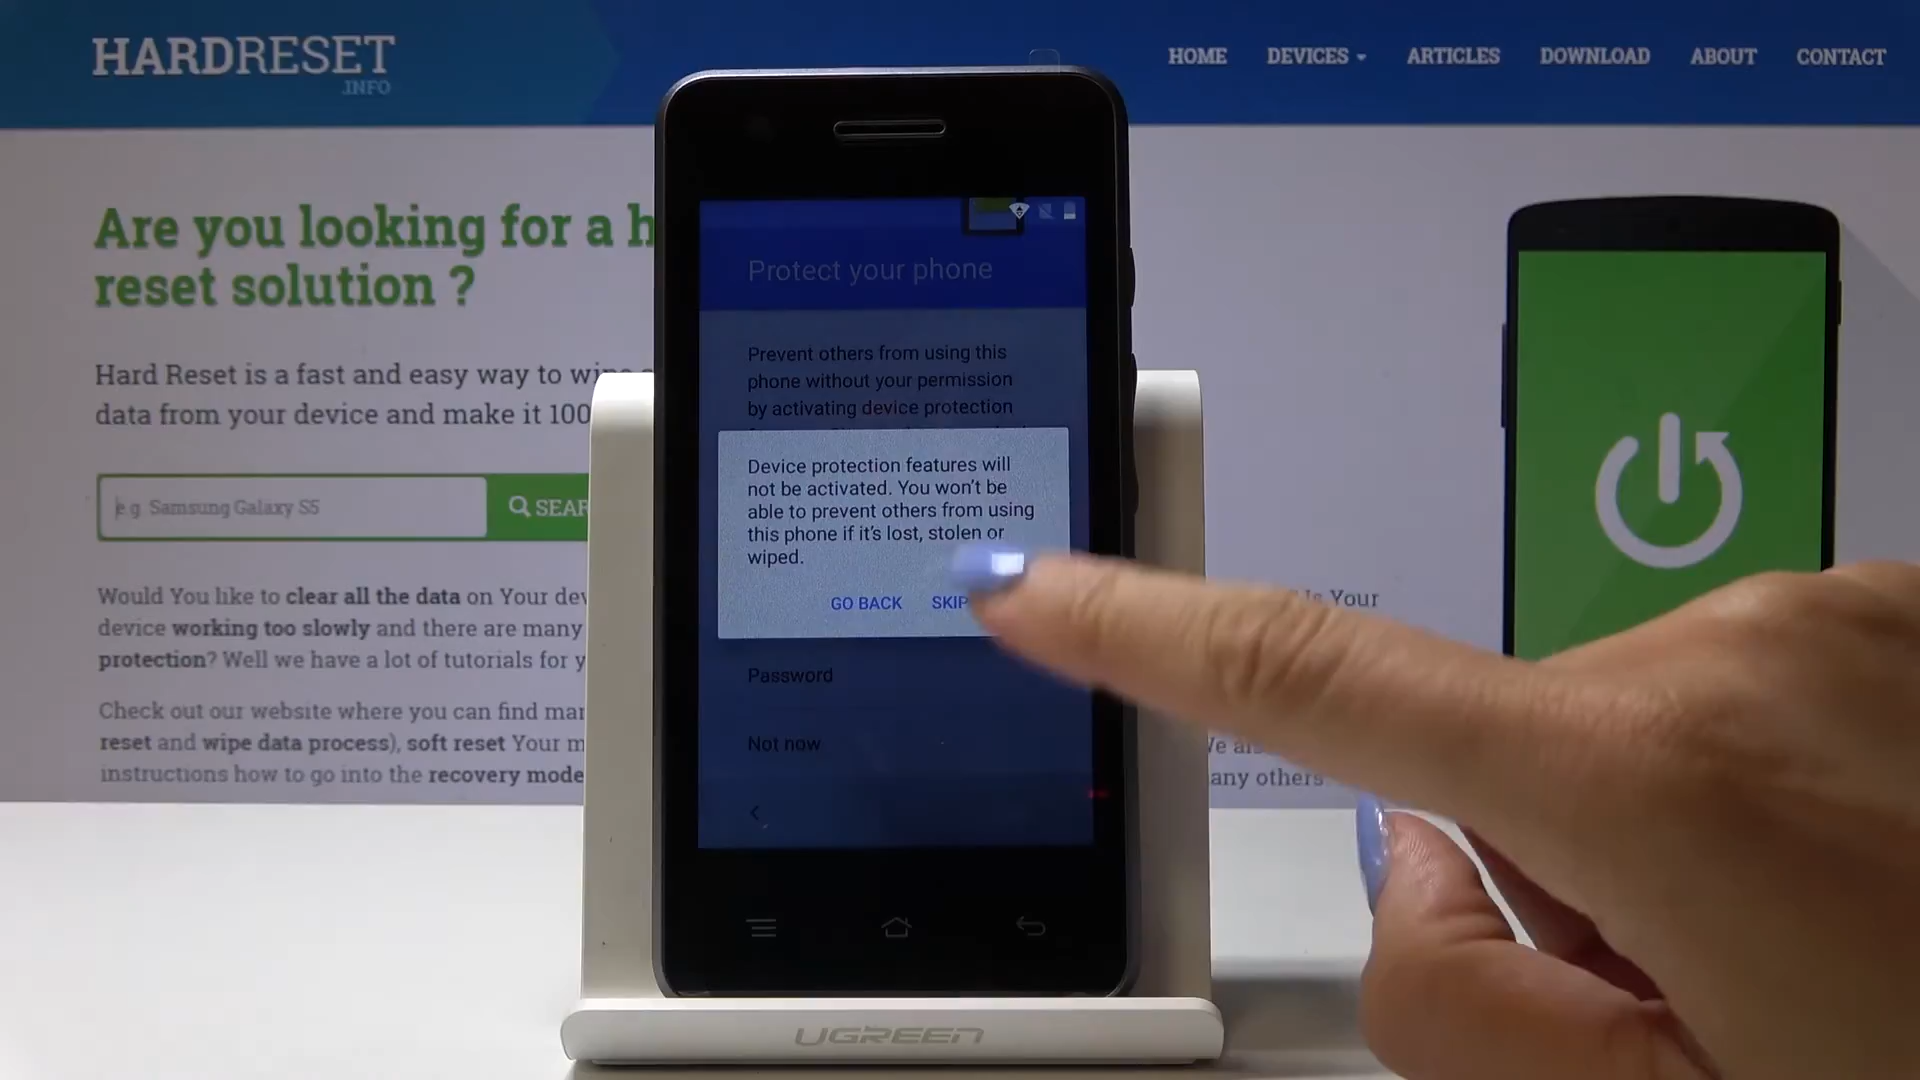 HARDRESET
.INFO
HOME DEVICES ARTICLES DOWNLOAD ABOUT CONTACT
Are you looking for a h
reset solution ?
Hard Reset is a fast and easy way to
data from your device and make it 100
e.g. Samsung Galaxy S5
SEAR
Would You like to clear all the data on Your dev
device working too slowly and there are many
protection? Well we have a lot of tutorials for y
Check out our website where you can find mar
reset and wipe data process), soft reset Your m
instructions how to go into the recovery mode
Is Your
We als
any others
Protect your phone
Prevent others from using this
phone without your permission
by activating device protection
Device protection features will
not be activated. You won't be
able to prevent others from using
this phone if it's lost, stolen or
wiped.
GO BACK SKIP
Password
Not now
UGREEN